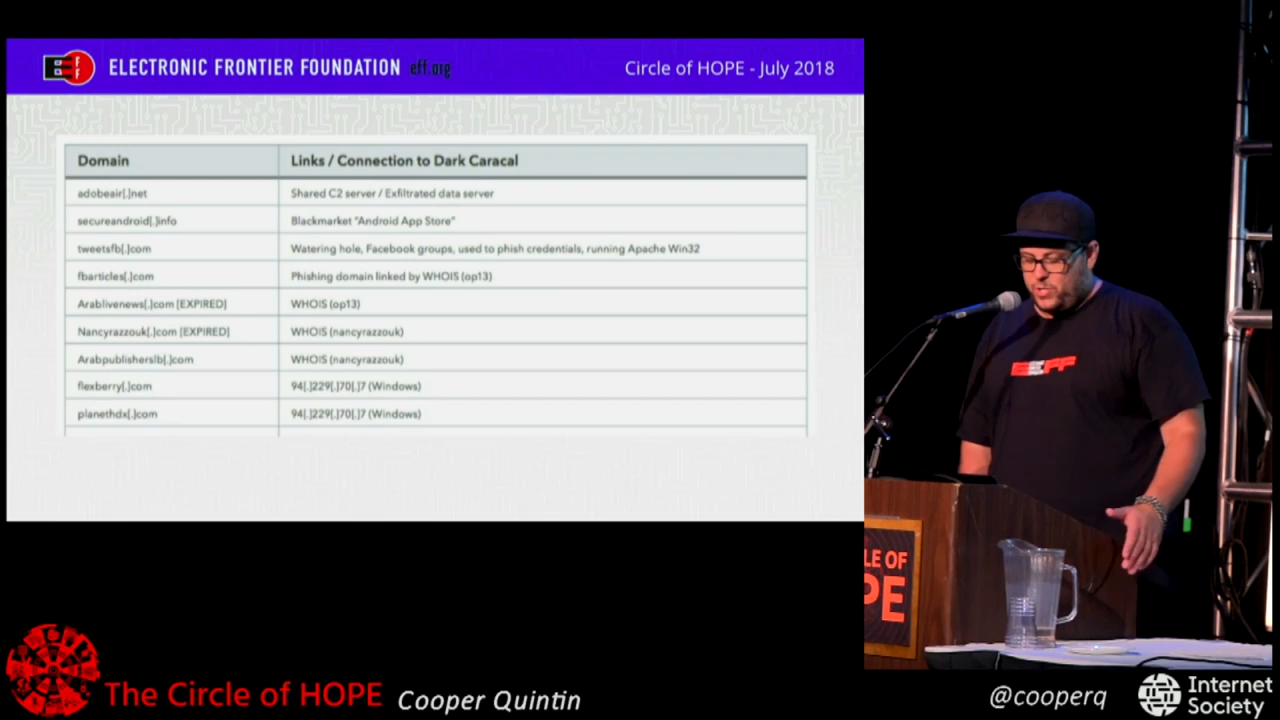 EFF ELECTRONIC FRONTIER FOUNDATION eff.org
Circle of HOPE - July 2018
Domain Links / Connection to Dark Caracal
adobeair[.]net Shared C2 server / Exfiltrated data server
secureandroid[.]info Blackmarket "Android App Store"
tweetsfb[.]com Watering hole, Facebook groups, used to phish credentials, running Apache Win32
fbarticles[.]com Phishing domain linked by WHOIS (op13)
Arablivenews[.]com [EXPIRED] WHOIS (op13)
Nancyrazzouk[.]com [EXPIRED] WHOIS (nancyrazzouk)
Arabpublisherslb[.]com WHOIS (nancyrazzouk)
flexberry[.]com 94[.]229[.]70[.]7 (Windows)
planethdx[.]com 94[.]229[.]70[.]7 (Windows)
EFF
LE OF
PE
The Circle of HOPE Cooper Quintin
@cooperq
Internet
Society